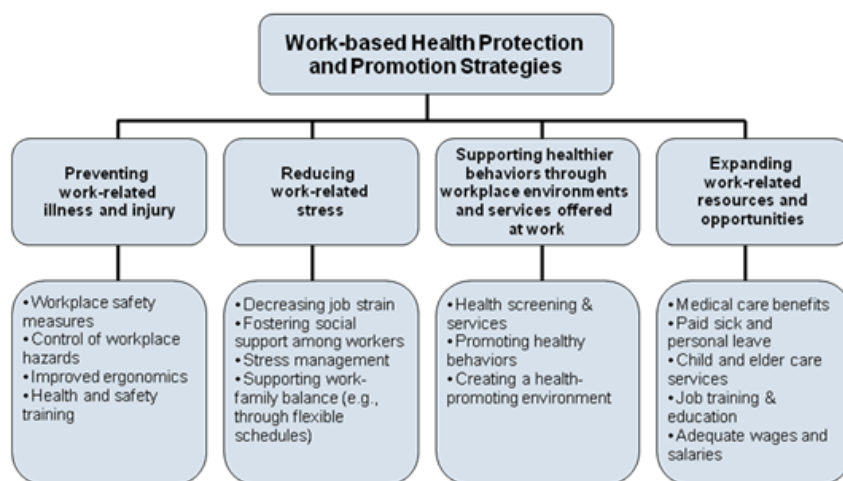 Work-based Health Protection
and Promotion Strategies
Preventing
work-related
illness and injury
Reducing
work-related
stress
Supporting healthier
behaviors through
workplace environments
and services offered
at work
Expanding
work-related
resources and
opportunities
•Workplace safety
measures
•Control of workplace
hazards
•Improved ergonomics
•Health and safety
training
•Decreasing job strain
•Fostering social
support among workers
•Stress management
•Supporting work-
family balance (e.g.,
through flexible
schedules)
•Health screening &
services
•Promoting healthy
behaviors
•Creating a health-
promoting environment
•Medical care benefits
•Paid sick and
personal leave
•Child and elder care
services
•Job training &
education
•Adequate wages and
salaries